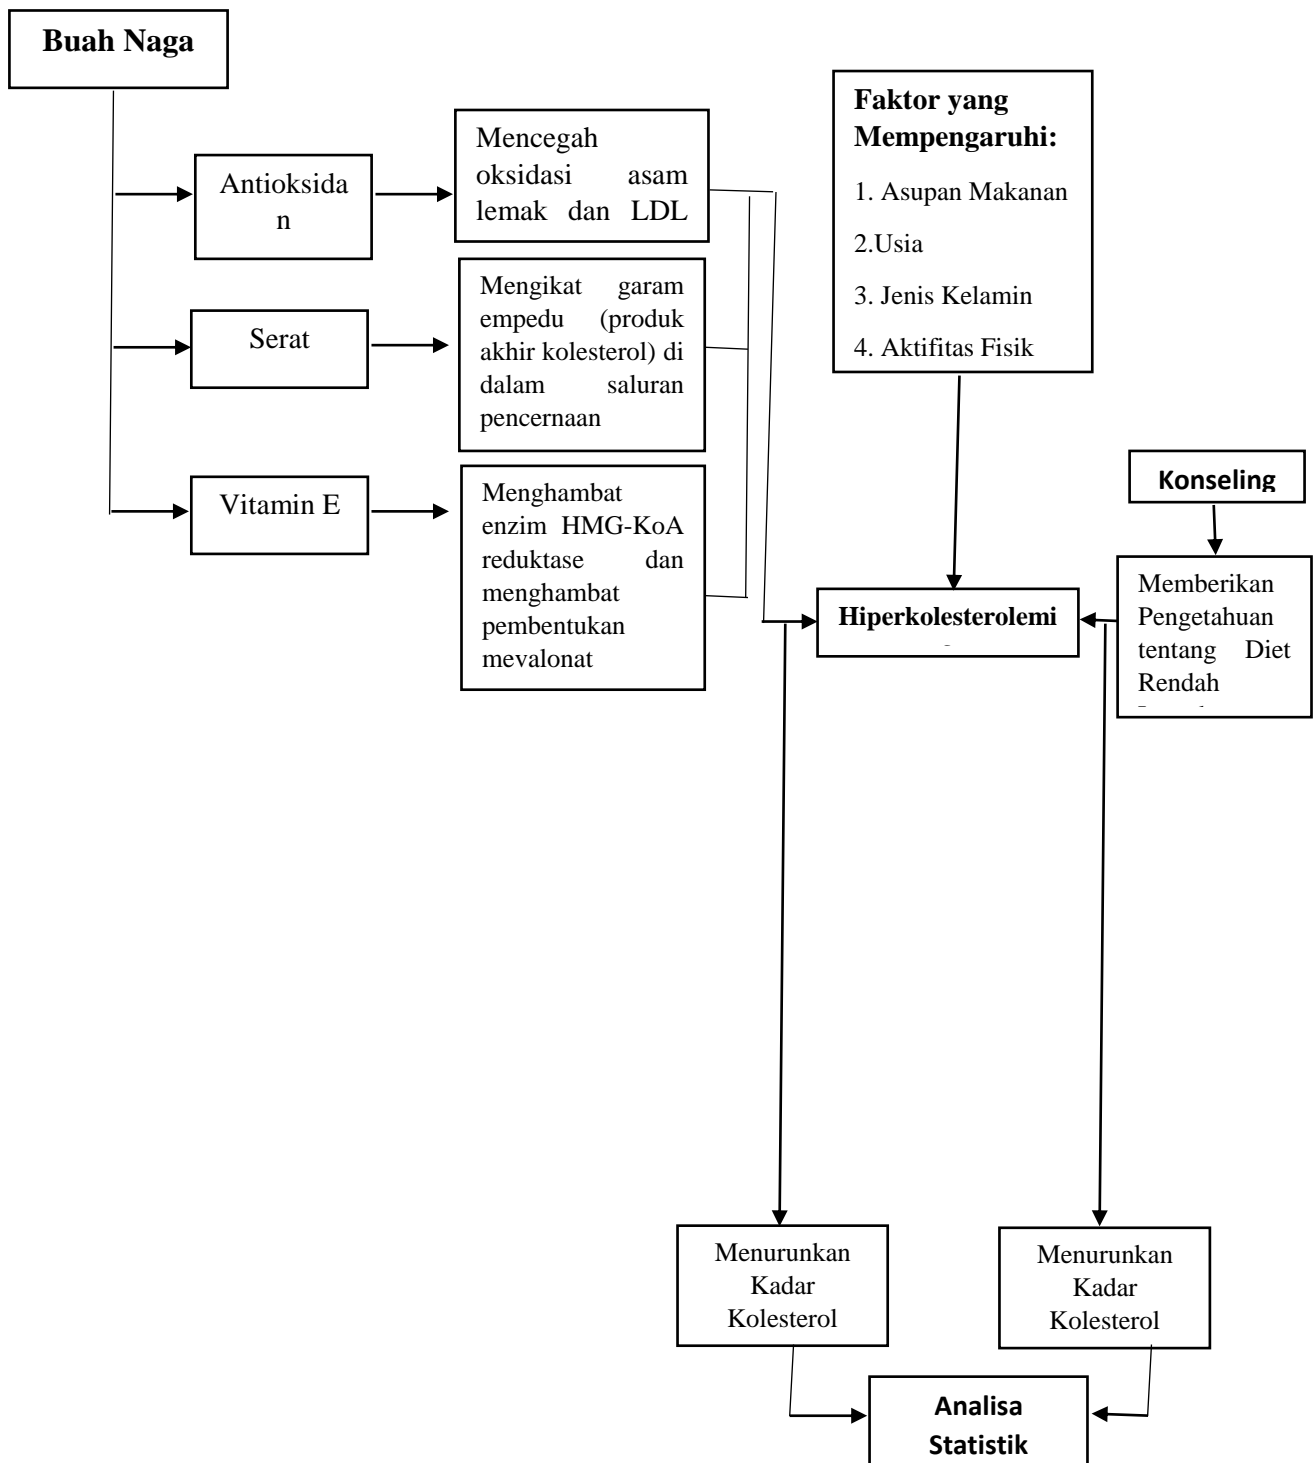 Buah Naga
Antioksida
n
Mencegah
oksidasi asam
lemak dan LDL
Serat
Mengikat garam
empedu (produk
akhir kolesterol) di
dalam saluran
pencernaan
Vitamin E
Menghambat
enzim HMG-KoA
reduktase dan
menghambat
pembentukan
mevalonat
Faktor yang
Mempengaruhi:
1. Asupan Makanan
2.Usia
3. Jenis Kelamin
4. Aktifitas Fisik
Konseling
Memberikan
Pengetahuan
tentang Diet
Rendah
Hiperkolesterolemi
Menurunkan
Kadar
Kolesterol
Menurunkan
Kadar
Kolesterol
Analisa
Statistik